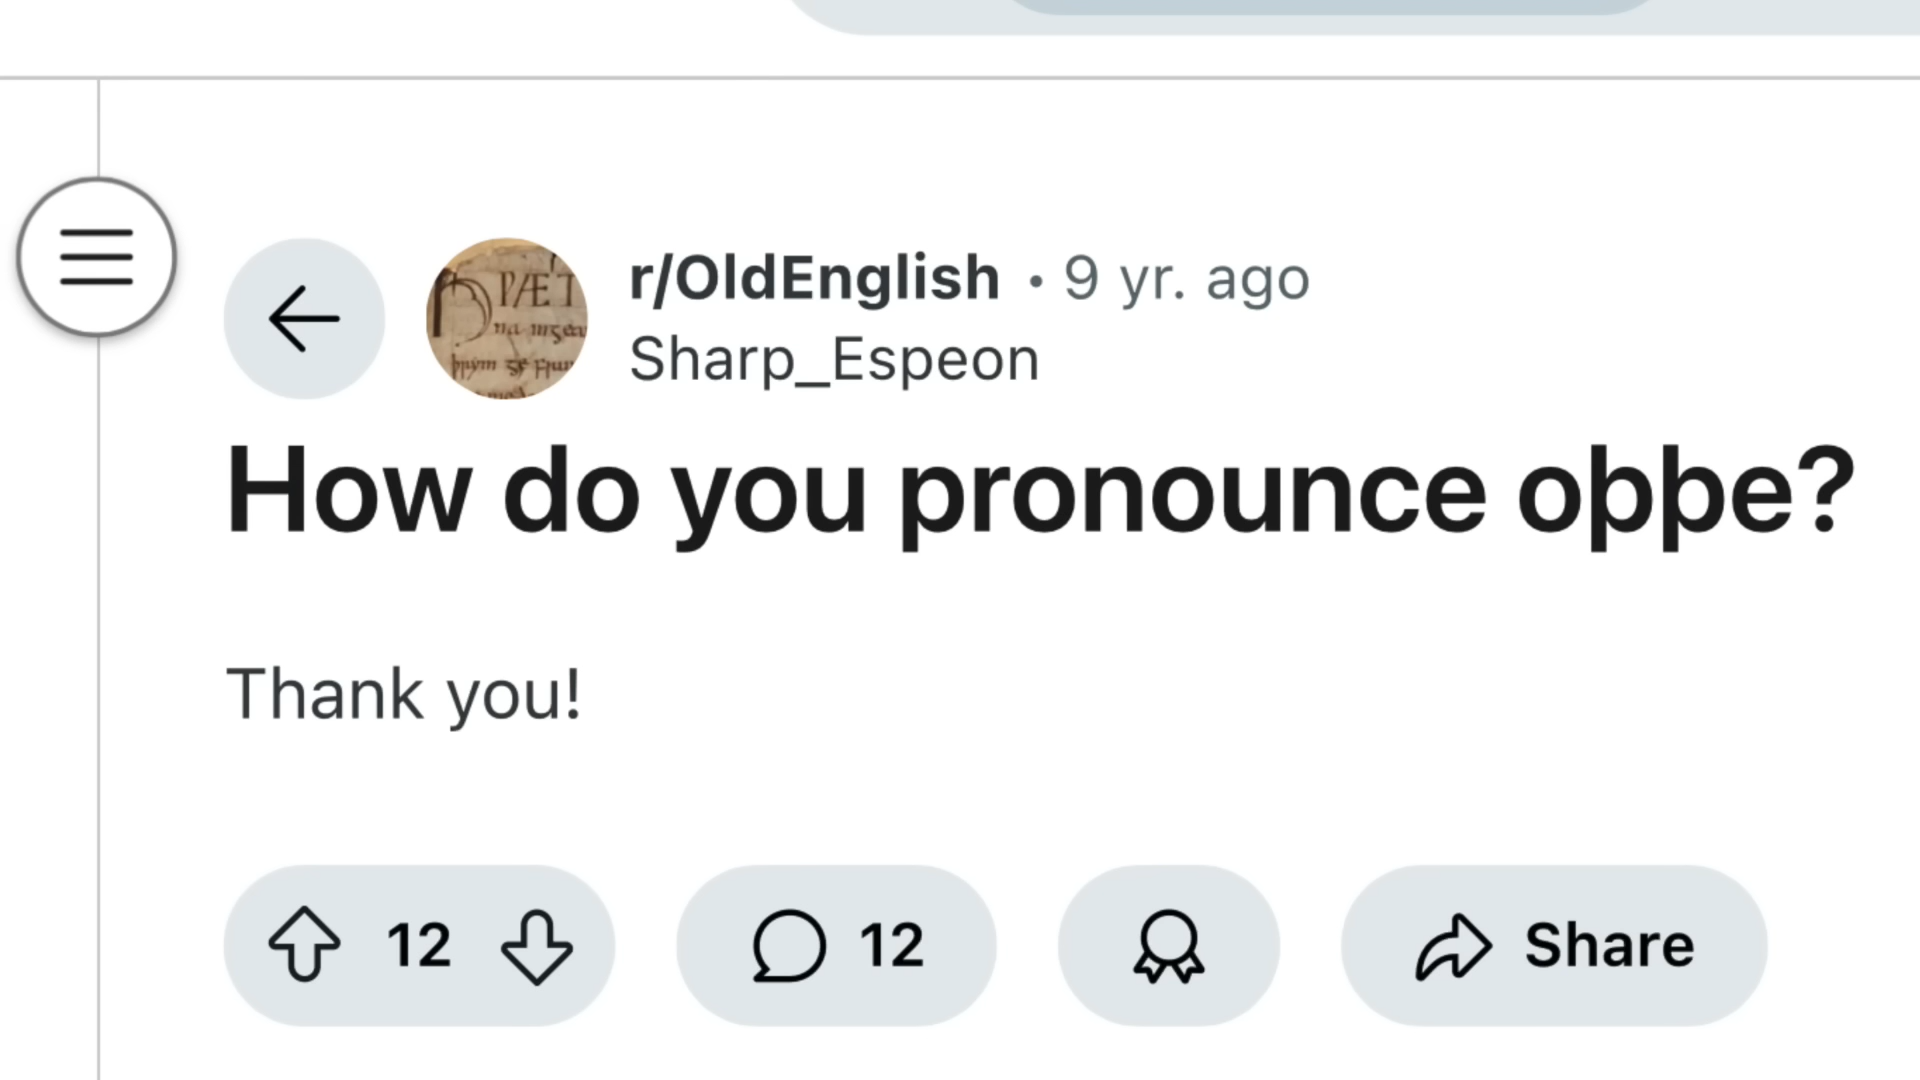 r/OldEnglish • 9 yr. ago
Sharp_Espeon
How do you pronounce oþþe?
Thank you!
12
12
Share